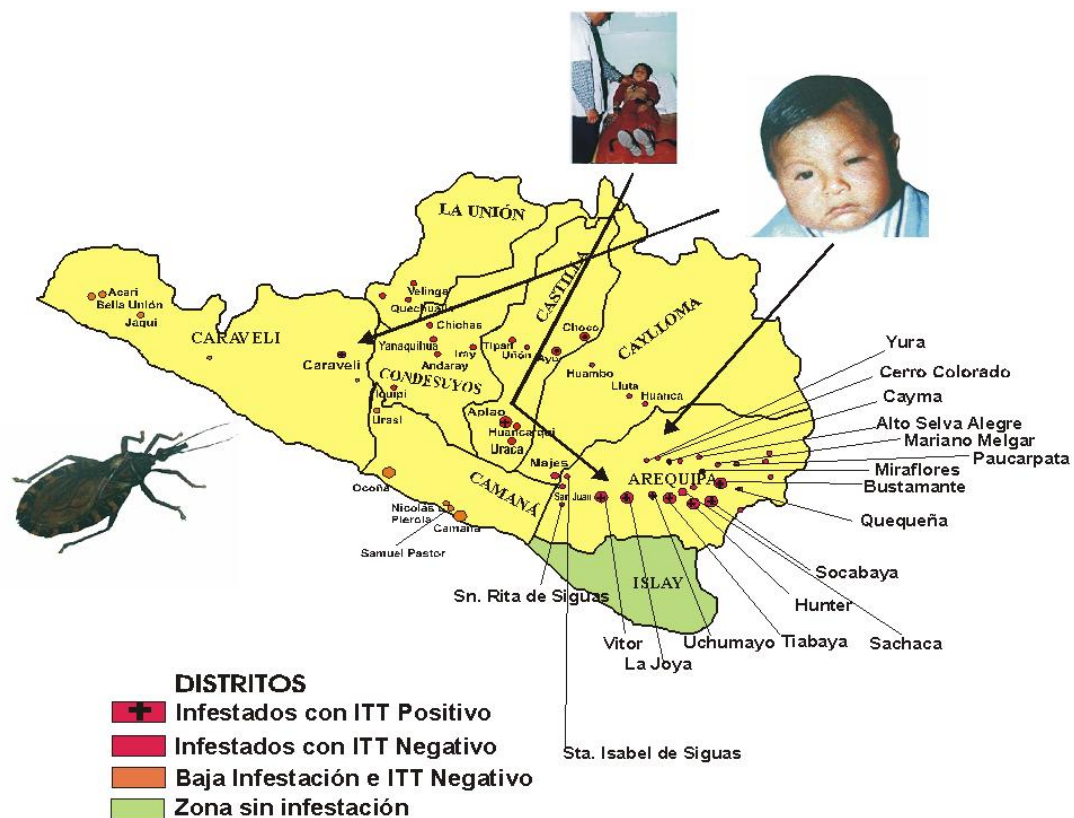 LA UNIÓN
CASTILLA
CAYLLOMA
CARAVELI
CONDESUYOS
CAMANÁ
AREQUIPA
ISLAY
Acari
Bella Unión
Jaqui
Caraveli
Velinga
Quechualla
Chichas
Yanaquihua
Andaray
Iray
Tipan
Uñón
Ayo
Choco
Huambo
Lluta
Huanca
Iquipi
Urasi
Aplao
Huancarqui
Uraca
Majes
San Juan
Ocoña
Nicolas
Pierola
Camaná
Samuel Pastor
Yura
Cerro Colorado
Cayma
Alto Selva Alegre
Mariano Melgar
Paucarpata
Miraflores
Bustamante
Quequeña
Socabaya
Hunter
Sachaca
Tiabaya
Uchumayo
La Joya
Vitor
Sn. Rita de Siguas
Sta. Isabel de Siguas
DISTRITOS
Infestados con ITT Positivo
Infestados con ITT Negativo
Baja Infestación e ITT Negativo
Zona sin infestación